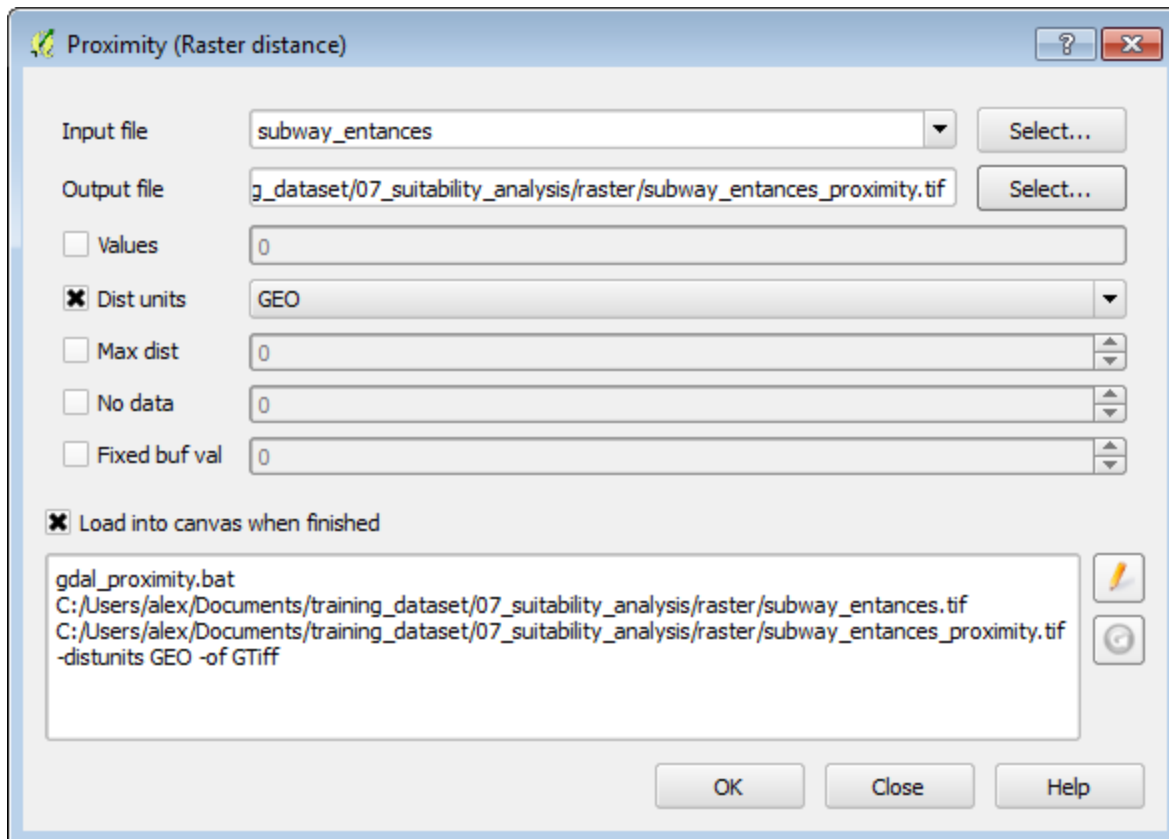 Proximity (Raster distance)
Input file subway_entances Select...
Output file g_dataset/07_suitability_analysis/raster/subway_entances_proximity.tif Select...
Values 0
Dist units GEO
Max dist 0
No data 0
Fixed buf val 0
Load into canvas when finished
gdal_proximity.bat
C:/Users/alex/Documents/training_dataset/07_suitability_analysis/raster/subway_entances.tif
C:/Users/alex/Documents/training_dataset/07_suitability_analysis/raster/subway_entances_proximity.tif
-distunits GEO -of GTiff
OK Close Help